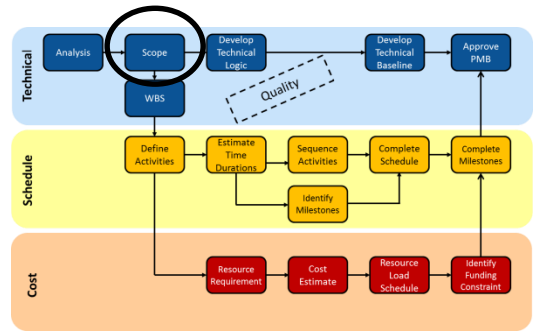 Technical
Analysis
Scope
Develop
Technical
Logic
Develop
Technical
Baseline
Approve
PMB
WBS
Quality
Schedule
Define
Activities
Estimate
Time
Durations
Sequence
Activities
Complete
Schedule
Complete
Milestones
Identify
Milestones
Cost
Resource
Requirement
Cost
Estimate
Resource
Load
Schedule
Identify
Funding
Constraint